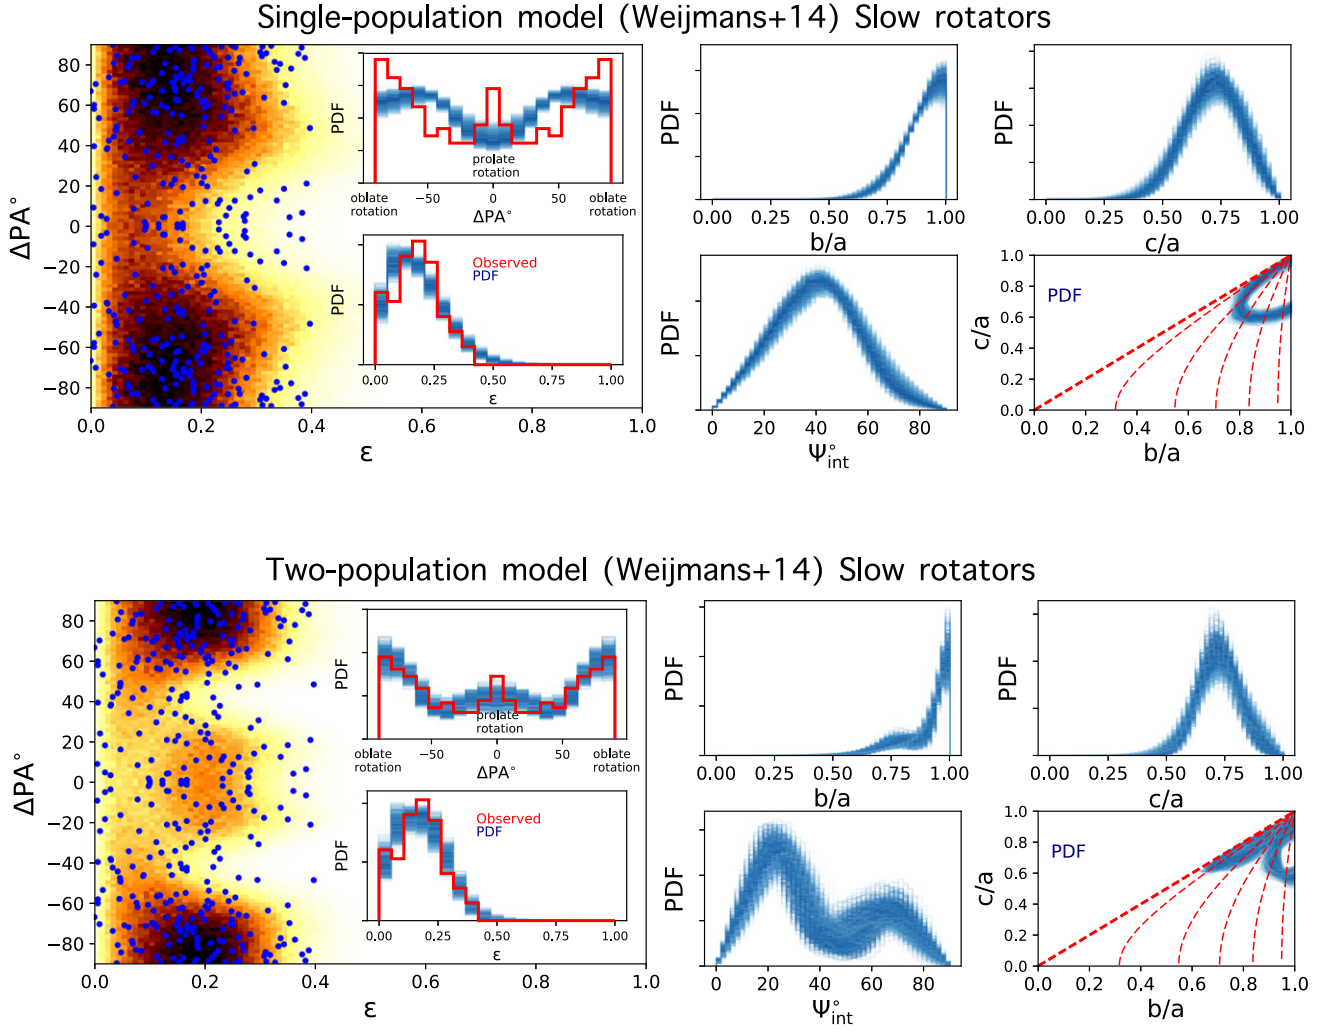 Single-population model (Weijmans+14) Slow rotators
ΔPA°
80
60
40
20
0
−20
−40
−60
−80
0.0 0.2 0.4 0.6 0.8 1.0
ε
PDF
prolate
rotation
oblate
rotation
−50 0 50
oblate
rotation
ΔPA°
PDF
Observed
PDF
0.00 0.25 0.50 0.75 1.00
ε
PDF
0.00 0.25 0.50 0.75 1.00
b/a
PDF
0.00 0.25 0.50 0.75 1.00
c/a
PDF
0 20 40 60 80
Ψ°int
c/a
1.0
0.8
0.6
0.4
0.2
0.0
PDF
0.0 0.2 0.4 0.6 0.8 1.0
b/a
Two-population model (Weijmans+14) Slow rotators
ΔPA°
80
60
40
20
0
−20
−40
−60
−80
0.0 0.2 0.4 0.6 0.8 1.0
ε
PDF
prolate
rotation
oblate
rotation
−50 0 50
oblate
rotation
ΔPA°
PDF
Observed
PDF
0.00 0.25 0.50 0.75 1.00
ε
PDF
0.00 0.25 0.50 0.75 1.00
b/a
PDF
0.00 0.25 0.50 0.75 1.00
c/a
PDF
0 20 40 60 80
Ψ°int
c/a
1.0
0.8
0.6
0.4
0.2
0.0
PDF
0.0 0.2 0.4 0.6 0.8 1.0
b/a